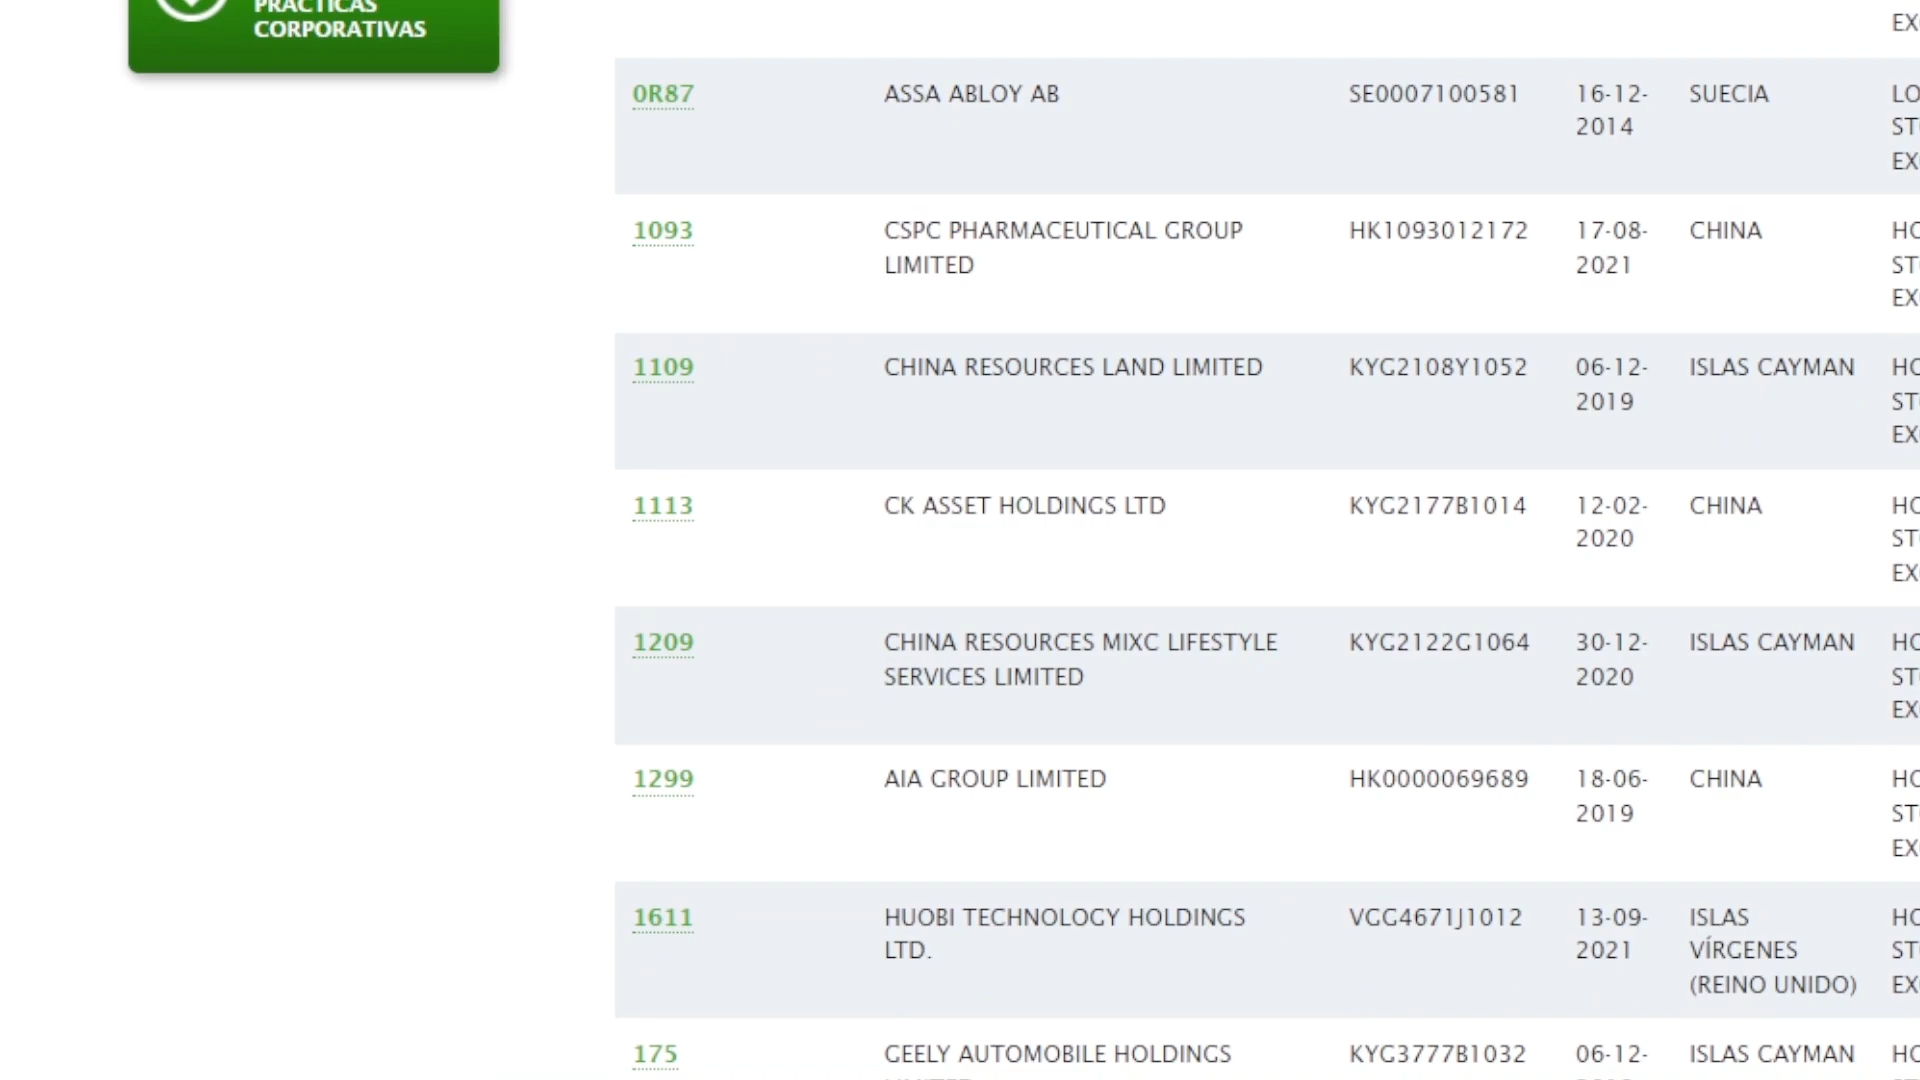 PRÁCTICAS
CORPORATIVAS
0R87 ASSA ABLOY AB SE0007100581 16-12- SUECIA
2014
1093 CSPC PHARMACEUTICAL GROUP HK1093012172 17-08- CHINA
LIMITED 2021
1109 CHINA RESOURCES LAND LIMITED KYG2108Y1052 06-12- ISLAS CAYMAN
2019
1113 CK ASSET HOLDINGS LTD KYG2177B1014 12-02- CHINA
2020
1209 CHINA RESOURCES MIXC LIFESTYLE KYG2122G1064 30-12- ISLAS CAYMAN
SERVICES LIMITED 2020
1299 AIA GROUP LIMITED HK0000069689 18-06- CHINA
2019
1611 HUOBI TECHNOLOGY HOLDINGS VGG4671J1012 13-09- ISLAS
LTD. 2021 VÍRGENES
(REINO UNIDO)
175 GEELY AUTOMOBILE HOLDINGS KYG3777B1032 06-12- ISLAS CAYMAN